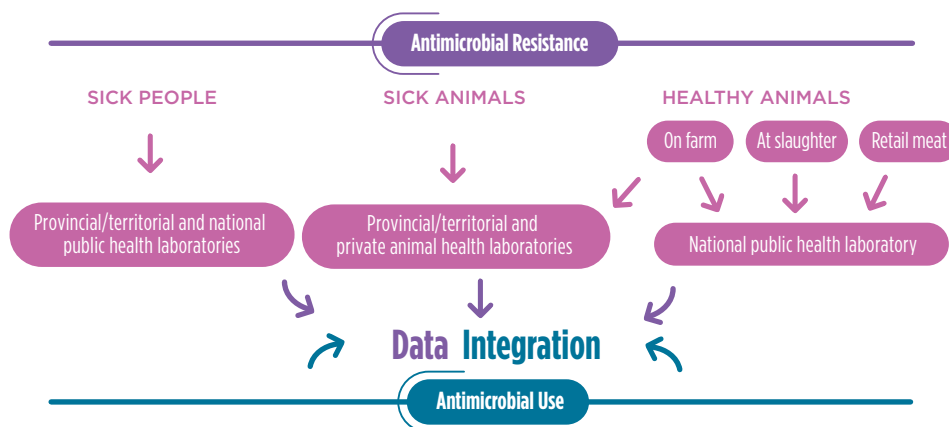 Antimicrobial Resistance
SICK PEOPLE
SICK ANIMALS
HEALTHY ANIMALS
On farm
At slaughter
Retail meat
Provincial/territorial and national
public health laboratories
Provincial/territorial and
private animal health laboratories
National public health laboratory
Data Integration
Antimicrobial Use